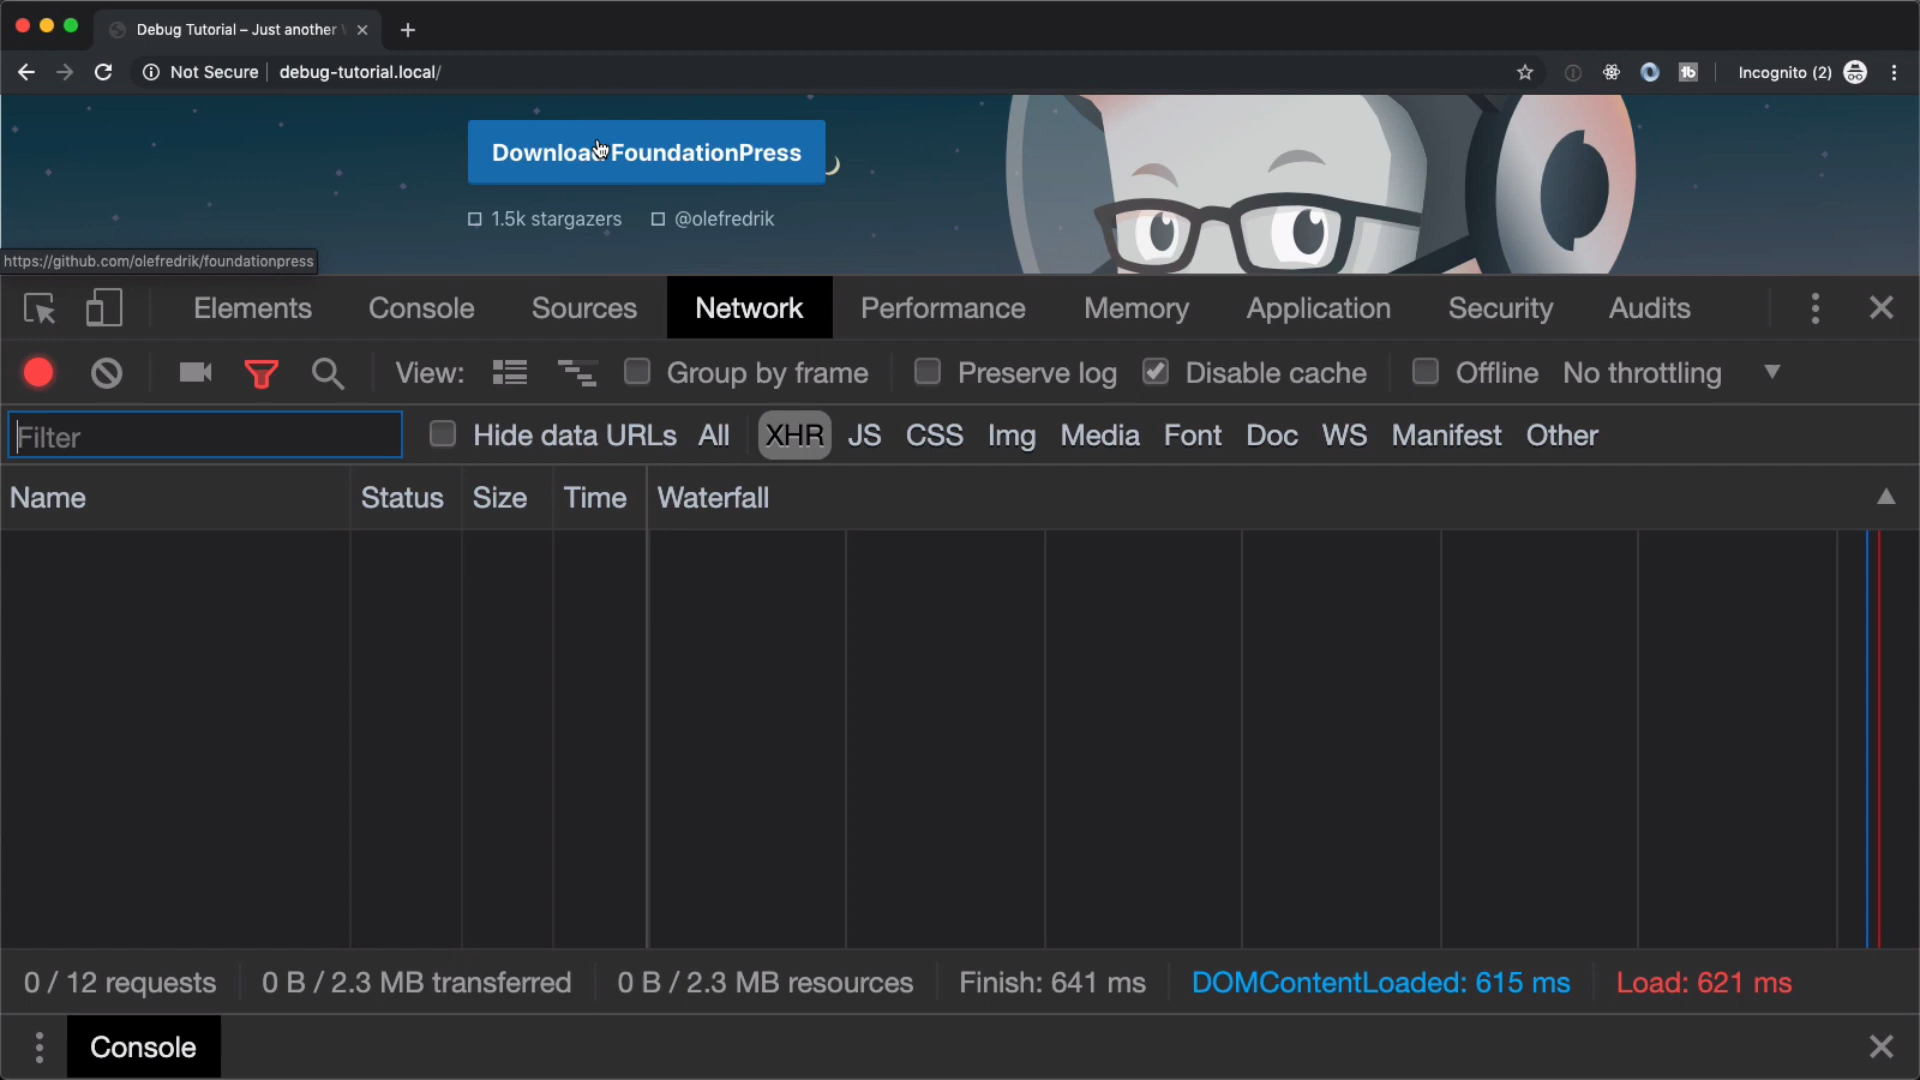 Debug Tutorial – Just another
Not Secure debug-tutorial.local/ 1b Incognito (2)
Download FoundationPress
1.5k stargazers @olefredrik
https://github.com/olefredrik/foundationpress
Elements Console Sources Network Performance Memory Application Security Audits
View: Group by frame Preserve log Disable cache Offline No throttling
Filter Hide data URLs All XHR JS CSS Img Media Font Doc WS Manifest Other
Name Status Size Time Waterfall
0 / 12 requests 0 B / 2.3 MB transferred 0 B / 2.3 MB resources Finish: 641 ms DOMContentLoaded: 615 ms Load: 621 ms
Console